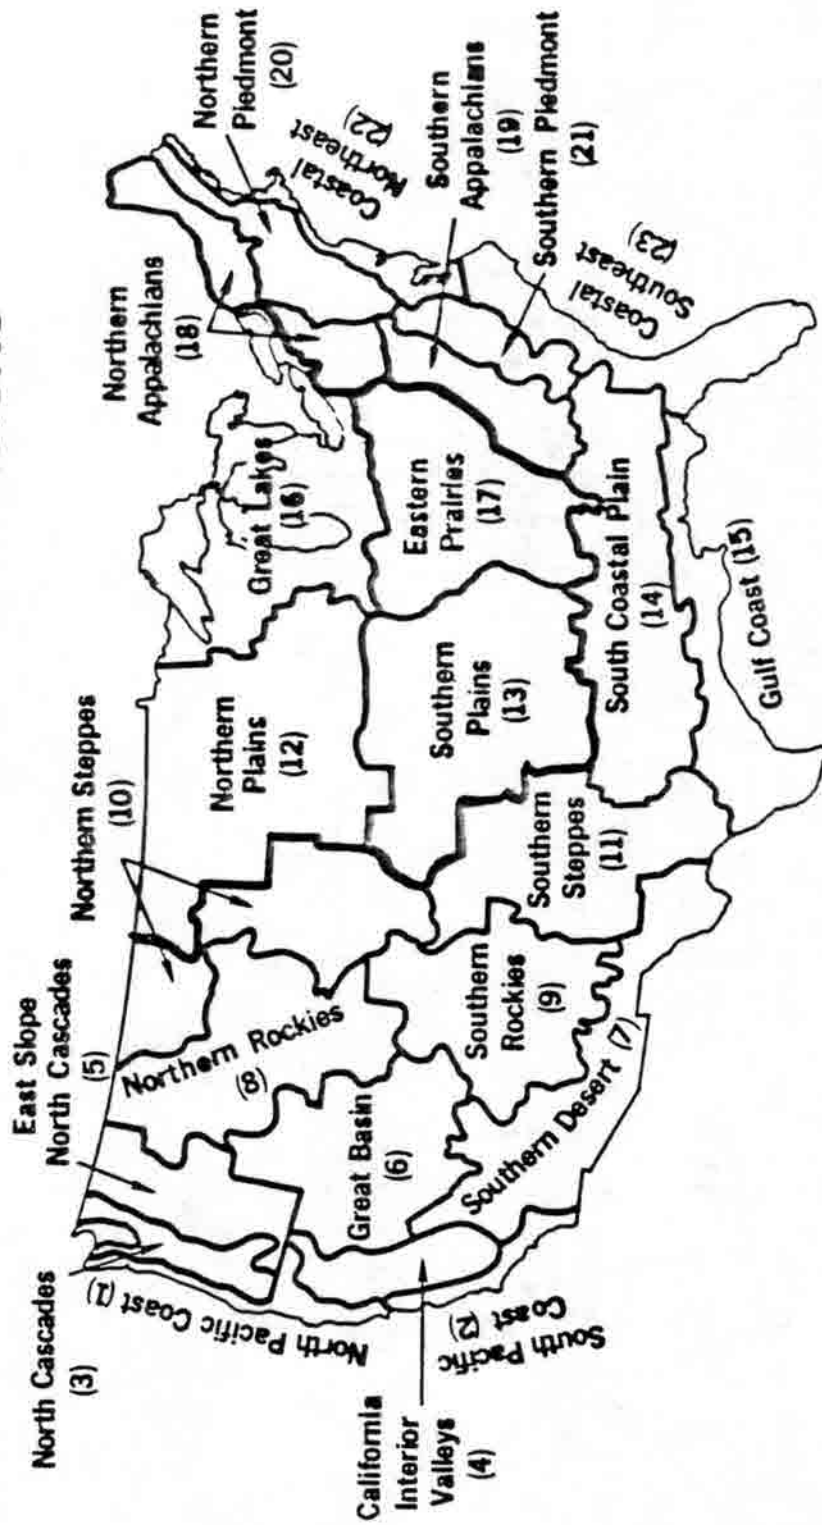 North Cascades
(3)
East Slope
North Cascades
(5)
Northern Steppes
(10)
Northern
Appalachians
(18)
Northern
Piedmont
(20)
North Pacific Coast (1)
Northern Rockies
(8)
Northern
Plains
(12)
Great Lakes
(16)
Coastal
Northeast
(22)
California
Interior
Valleys
(4)
South Pacific
Coast (2)
Great Basin
(6)
Southern
Rockies
(9)
Southern
Plains
(13)
Eastern
Prairies
(17)
Southern
Appalachians
(19)
Southern Piedmont
(21)
Southern Desert (7)
Southern
Steppes
(11)
South Coastal Plain
(14)
Coastal
Southeast
(23)
Gulf Coast (15)